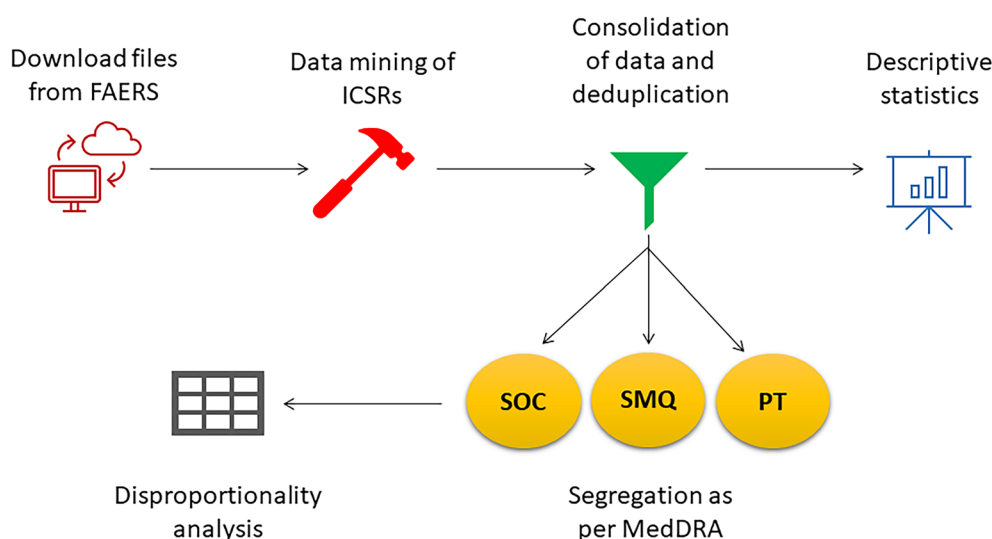 Download files
from FAERS
Data mining of
ICSRs
Consolidation
of data and
deduplication
Descriptive
statistics
SOC
SMQ
PT
Disproportionality
analysis
Segregation as
per MedDRA